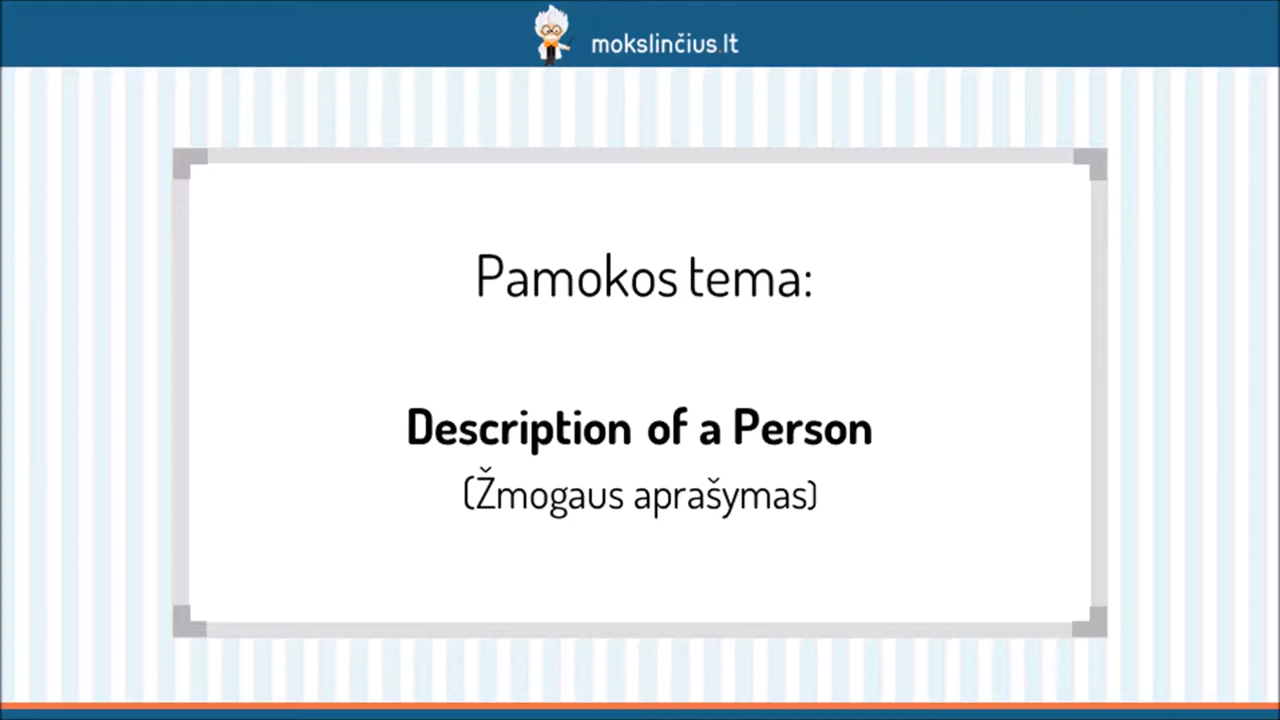 mokslinčius.lt
Pamokos tema:
Description of a Person
(Žmogaus aprašymas)